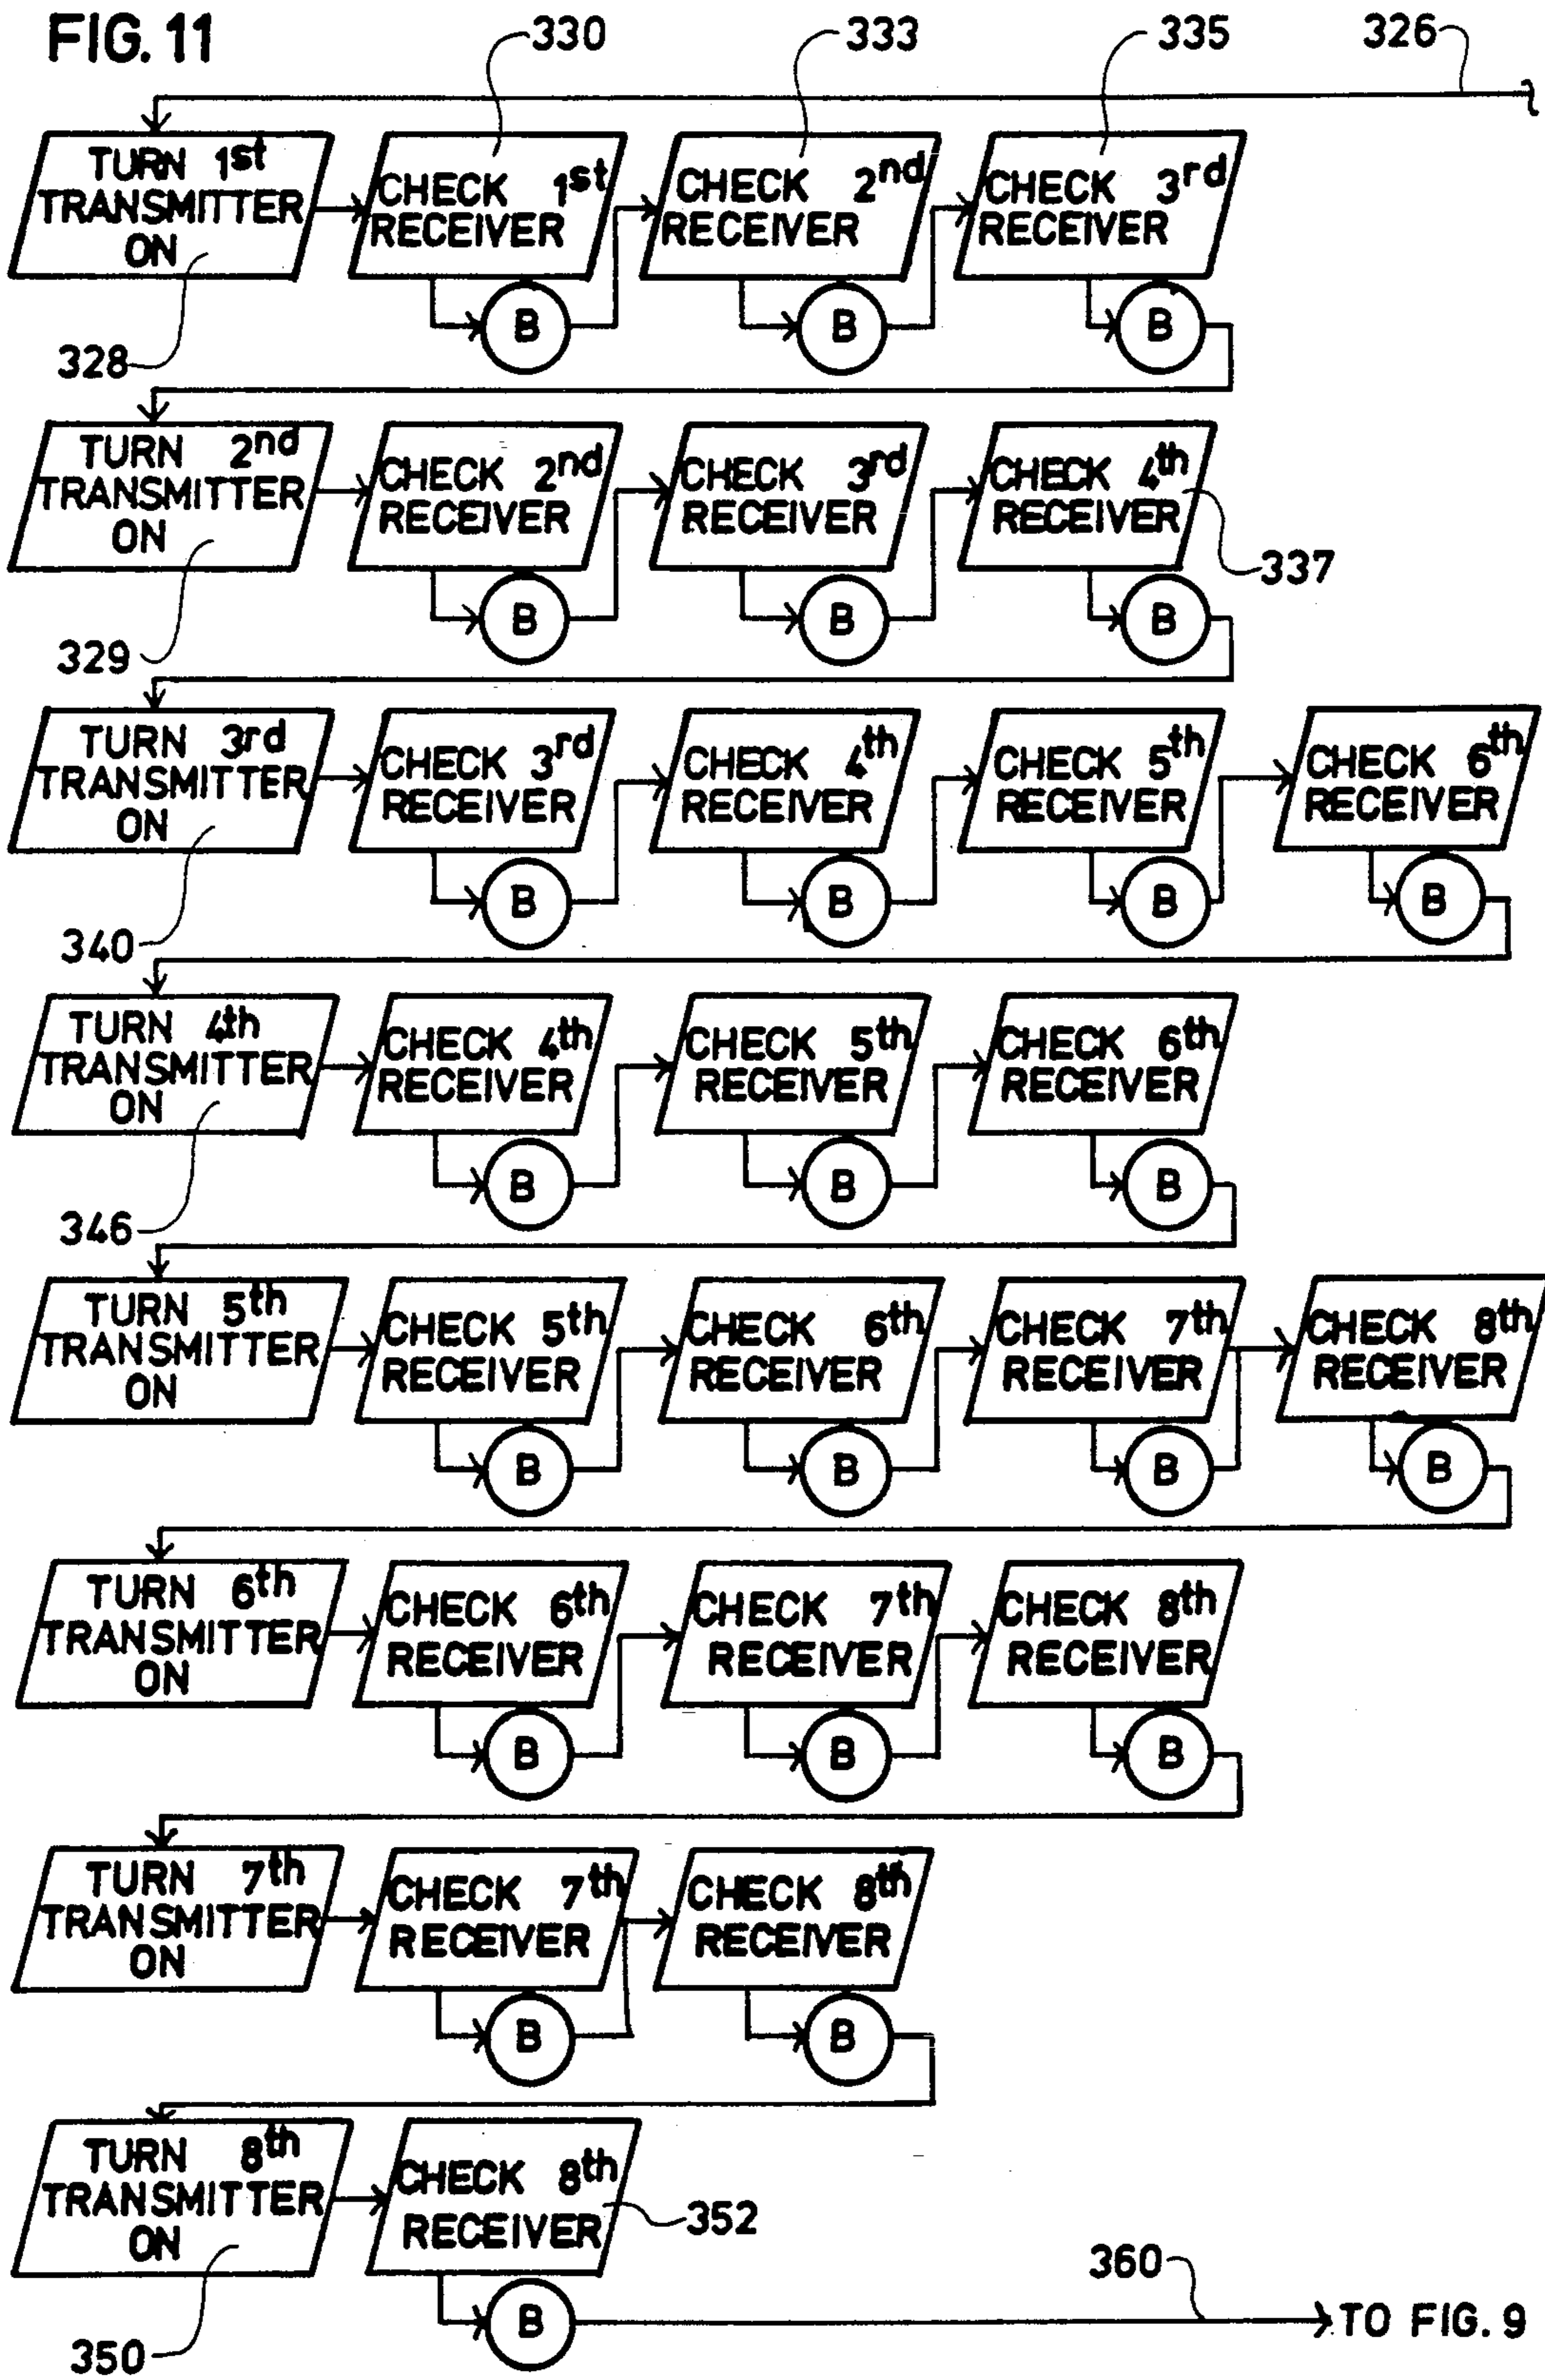 FIG. 11
330
333
335
326
TURN 1st
TRANSMITTER
ON
CHECK 1st
RECEIVER
CHECK 2nd
RECEIVER
CHECK 3rd
RECEIVER
B
B
B
328
TURN 2nd
TRANSMITTER
ON
CHECK 2nd
RECEIVER
CHECK 3rd
RECEIVER
CHECK 4th
RECEIVER
337
B
B
B
329
TURN 3rd
TRANSMITTER
ON
CHECK 3rd
RECEIVER
CHECK 4th
RECEIVER
CHECK 5th
RECEIVER
CHECK 6th
RECEIVER
B
B
B
B
340
TURN 4th
TRANSMITTER
ON
CHECK 4th
RECEIVER
CHECK 5th
RECEIVER
CHECK 6th
RECEIVER
B
B
B
346
TURN 5th
TRANSMITTER
ON
CHECK 5th
RECEIVER
CHECK 6th
RECEIVER
CHECK 7th
RECEIVER
CHECK 8th
RECEIVER
B
B
B
B
TURN 6th
TRANSMITTER
ON
CHECK 6th
RECEIVER
CHECK 7th
RECEIVER
CHECK 8th
RECEIVER
B
B
B
TURN 7th
TRANSMITTER
ON
CHECK 7th
RECEIVER
CHECK 8th
RECEIVER
B
B
TURN 8th
TRANSMITTER
ON
CHECK 8th
RECEIVER
352
B
360
TO FIG. 9
350